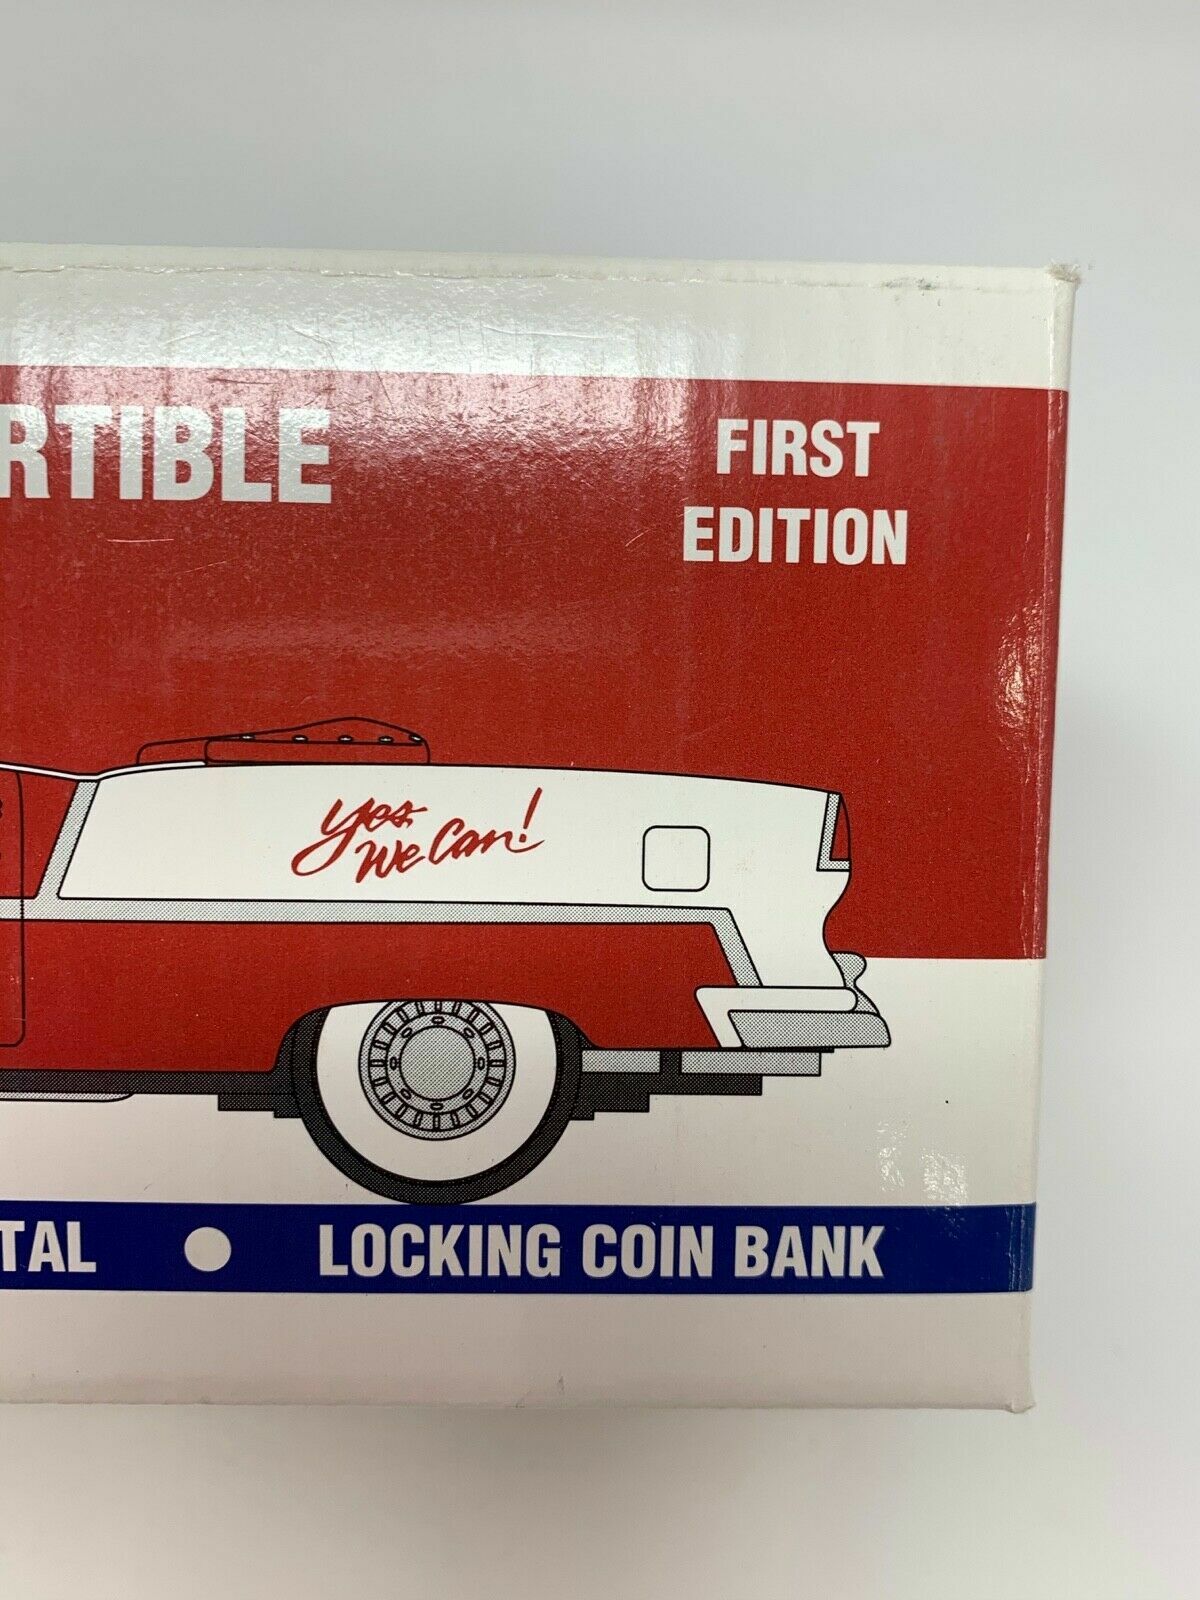 RTIBLE
FIRST
EDITION
Yes,
We Can!
TAL ● LOCKING COIN BANK